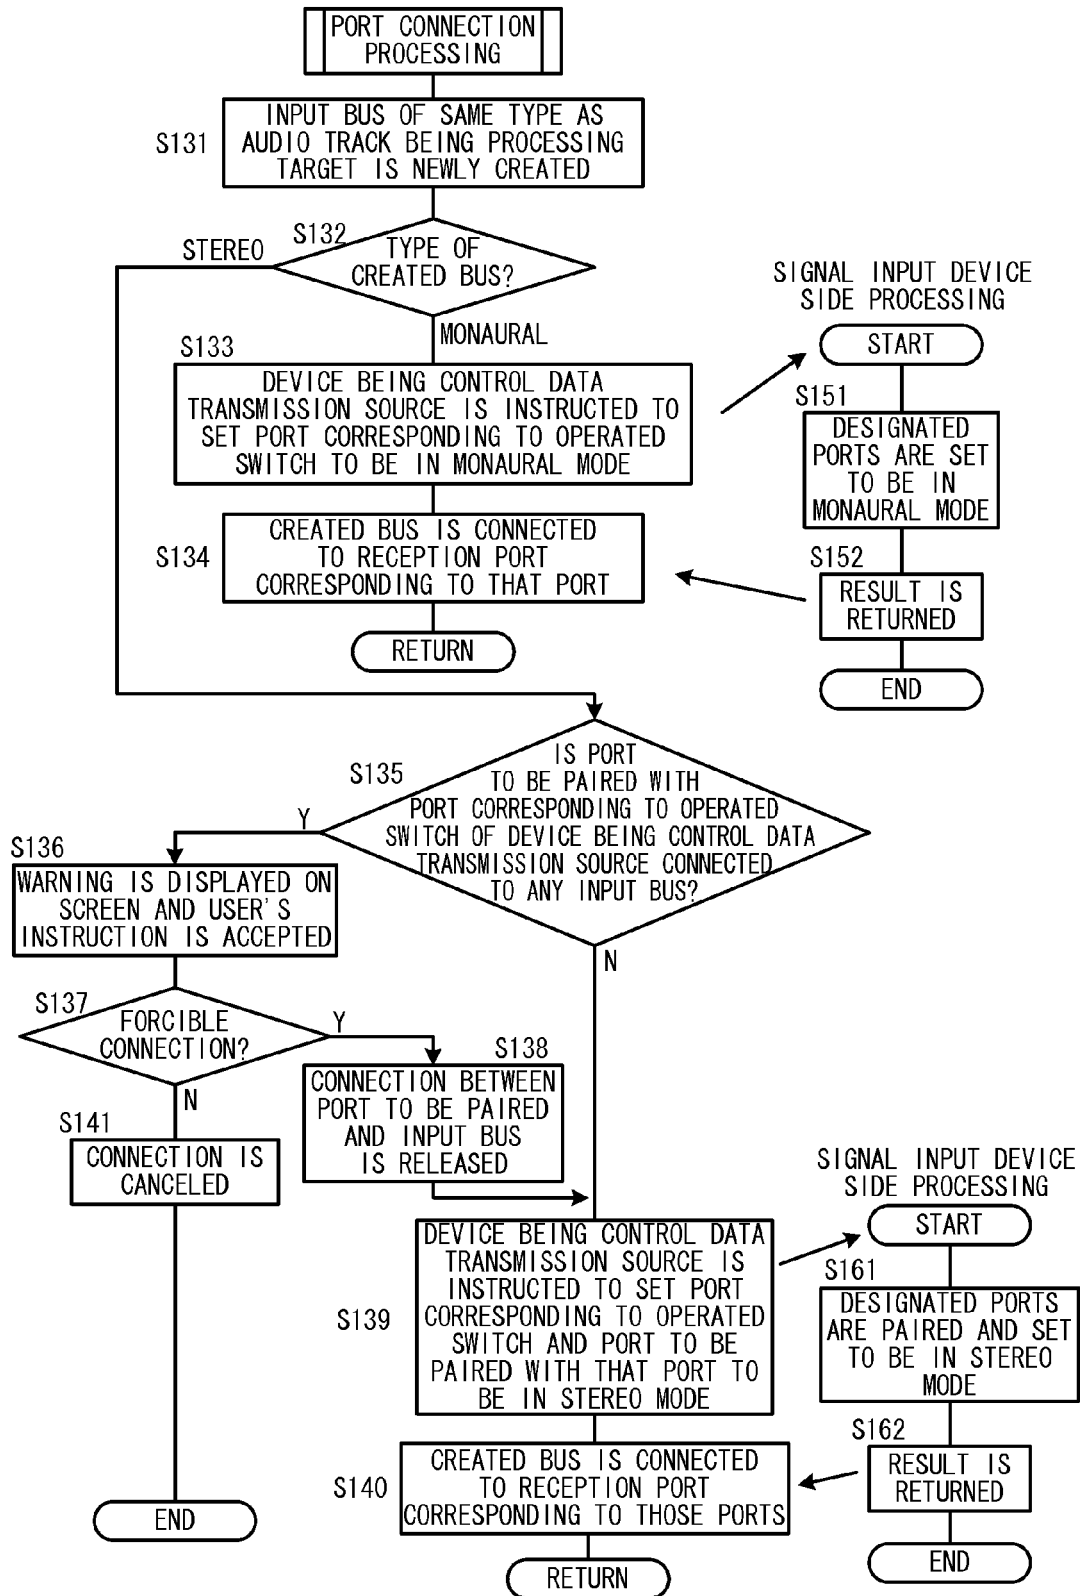 PORT CONNECTION
PROCESSING
S131
INPUT BUS OF SAME TYPE AS
AUDIO TRACK BEING PROCESSING
TARGET IS NEWLY CREATED
S132
STEREO
TYPE OF
CREATED BUS?
MONAURAL
SIGNAL INPUT DEVICE
SIDE PROCESSING
START
S133
DEVICE BEING CONTROL DATA
TRANSMISSION SOURCE IS INSTRUCTED TO
SET PORT CORRESPONDING TO OPERATED
SWITCH TO BE IN MONAURAL MODE
S151
DESIGNATED
PORTS ARE SET
TO BE IN
MONAURAL MODE
S134
CREATED BUS IS CONNECTED
TO RECEPTION PORT
CORRESPONDING TO THAT PORT
S152
RESULT IS
RETURNED
RETURN
END
S135
IS PORT
TO BE PAIRED WITH
PORT CORRESPONDING TO OPERATED
SWITCH OF DEVICE BEING CONTROL DATA
TRANSMISSION SOURCE CONNECTED
TO ANY INPUT BUS?
Y
N
S136
WARNING IS DISPLAYED ON
SCREEN AND USER'S
INSTRUCTION IS ACCEPTED
S137
FORCIBLE
CONNECTION?
Y
N
S138
CONNECTION BETWEEN
PORT TO BE PAIRED
AND INPUT BUS
IS RELEASED
S141
CONNECTION IS
CANCELED
SIGNAL INPUT DEVICE
SIDE PROCESSING
START
S139
DEVICE BEING CONTROL DATA
TRANSMISSION SOURCE IS
INSTRUCTED TO SET PORT
CORRESPONDING TO OPERATED
SWITCH AND PORT TO BE
PAIRED WITH THAT PORT TO
BE IN STEREO MODE
S161
DESIGNATED PORTS
ARE PAIRED AND SET
TO BE IN STEREO
MODE
S140
CREATED BUS IS CONNECTED
TO RECEPTION PORT
CORRESPONDING TO THOSE PORTS
S162
RESULT IS
RETURNED
END
RETURN
END